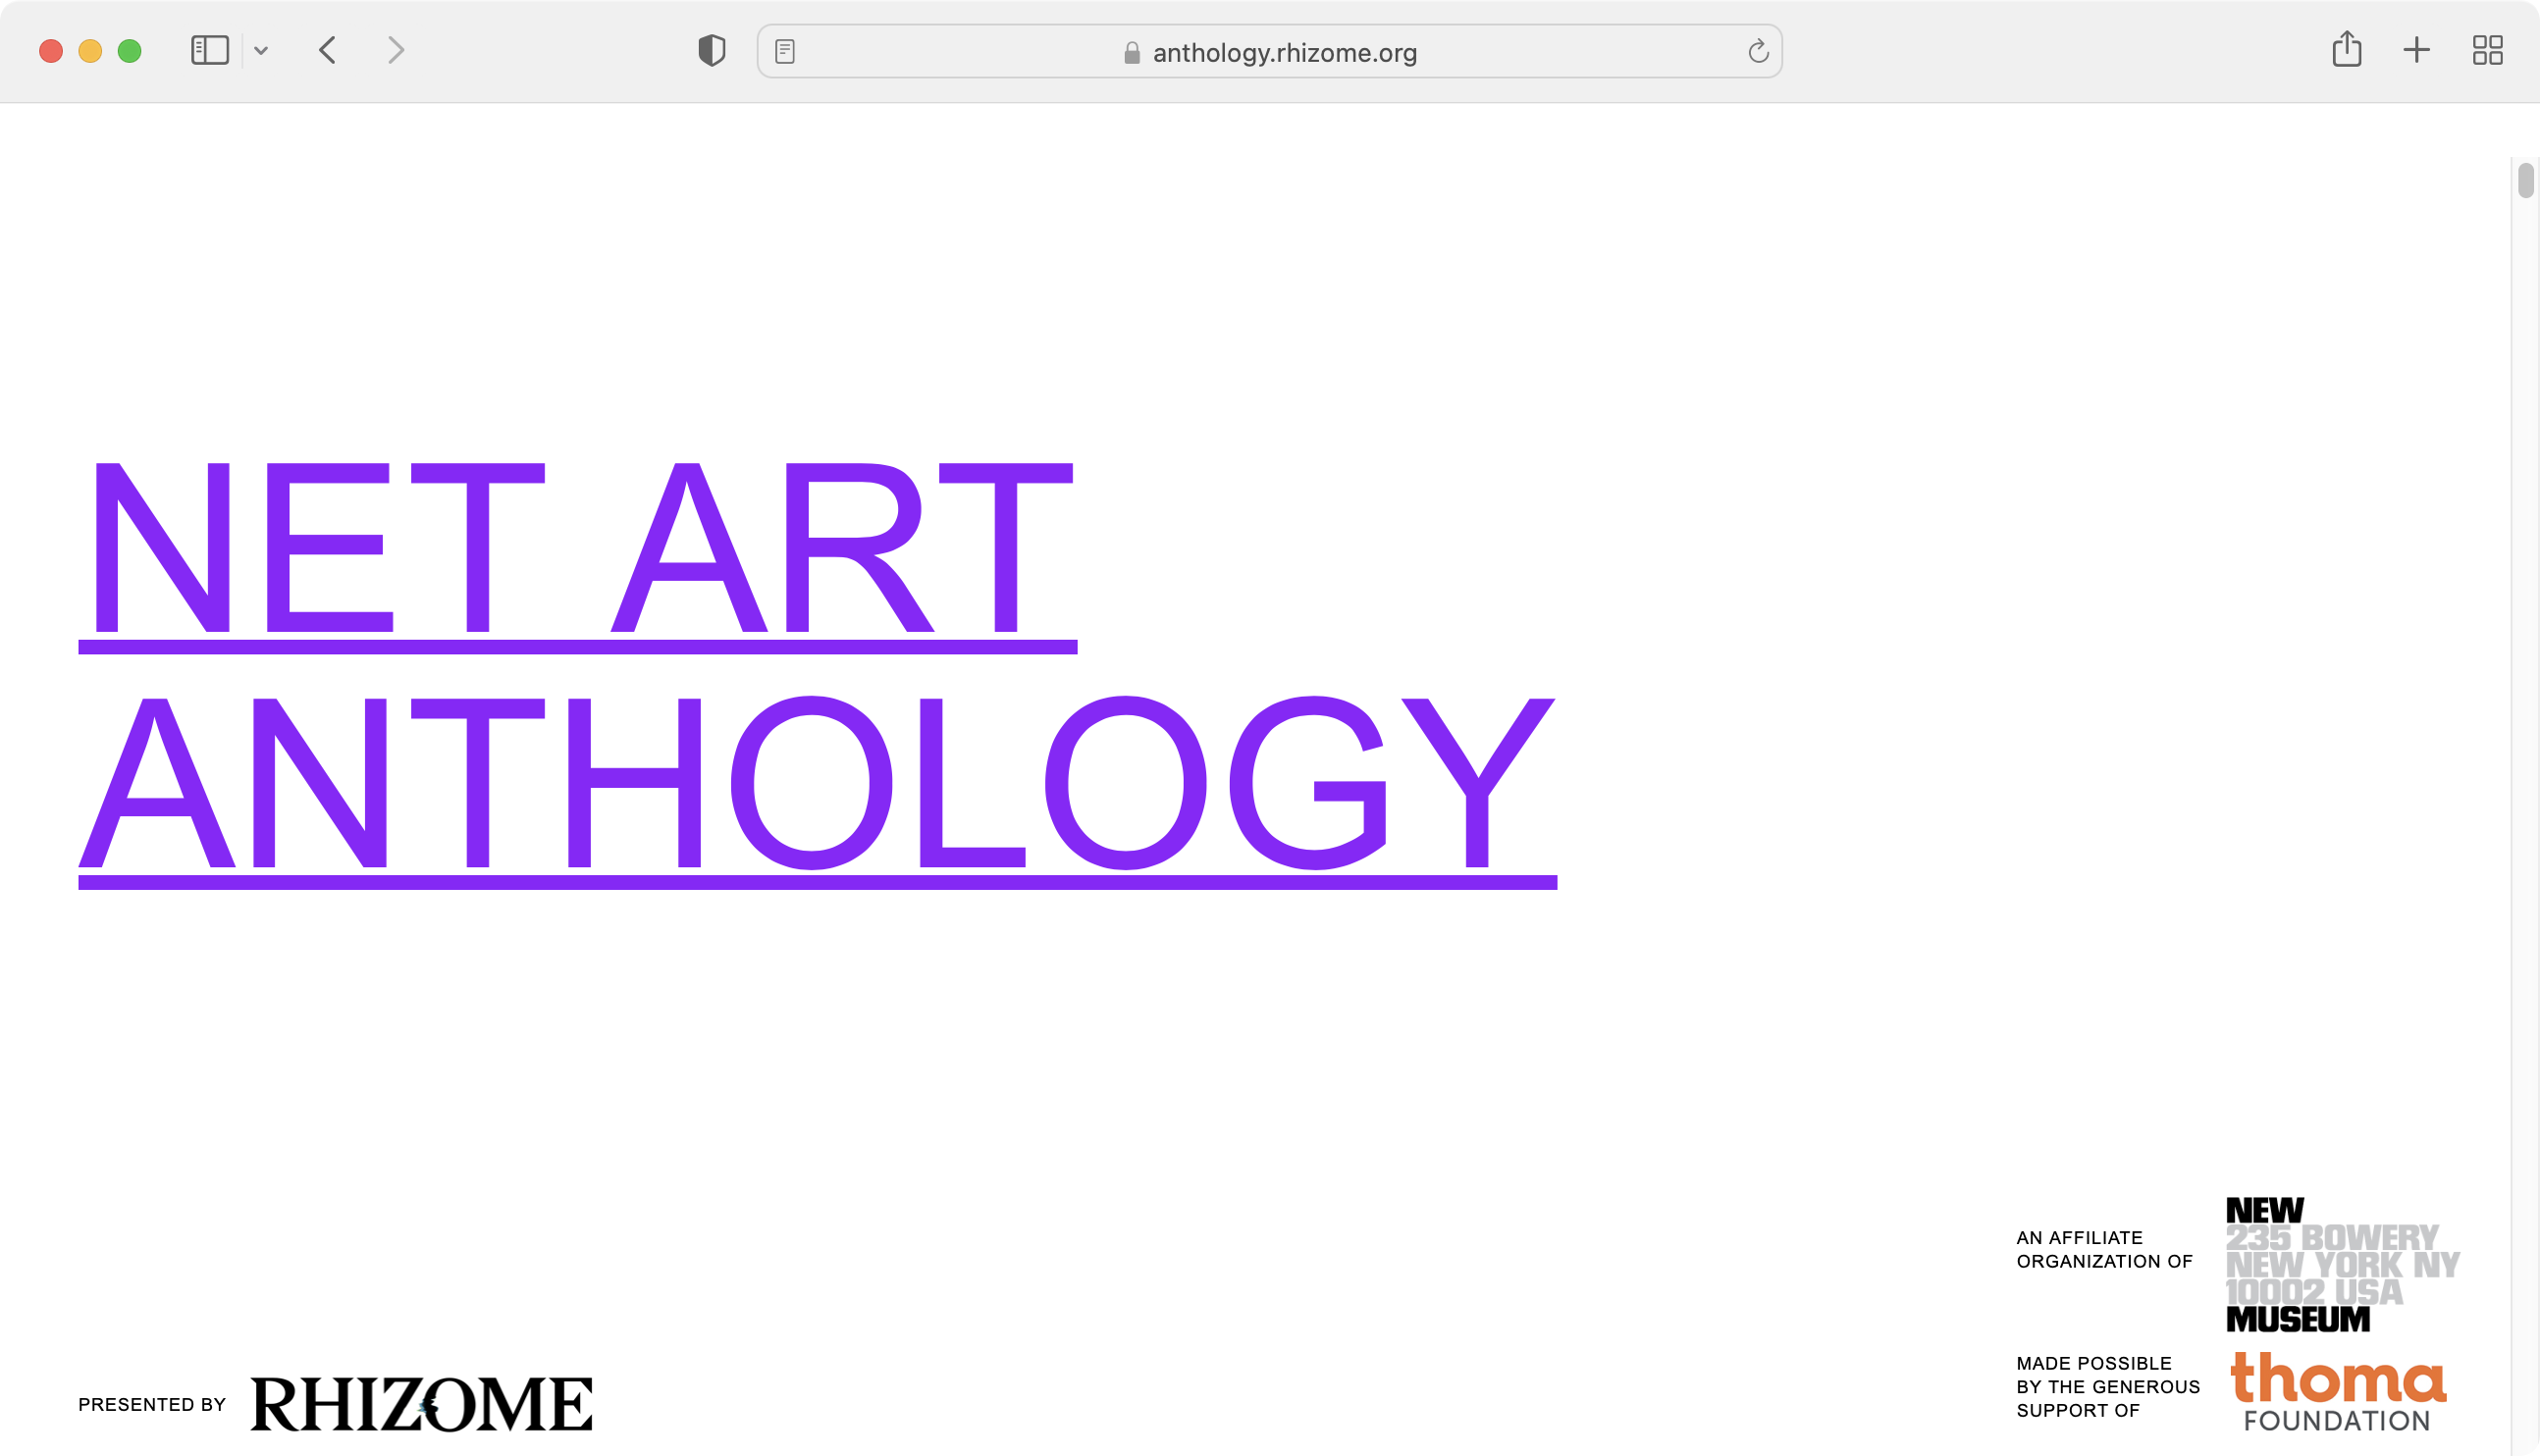 anthology.rhizome.org
NET ART
ANTHOLOGY
AN AFFILIATE
ORGANIZATION OF
NEW
235 BOWERY
NEW YORK NY
10002 USA
MUSEUM
MADE POSSIBLE
BY THE GENEROUS
SUPPORT OF
thoma
FOUNDATION
PRESENTED BY
RHIZOME